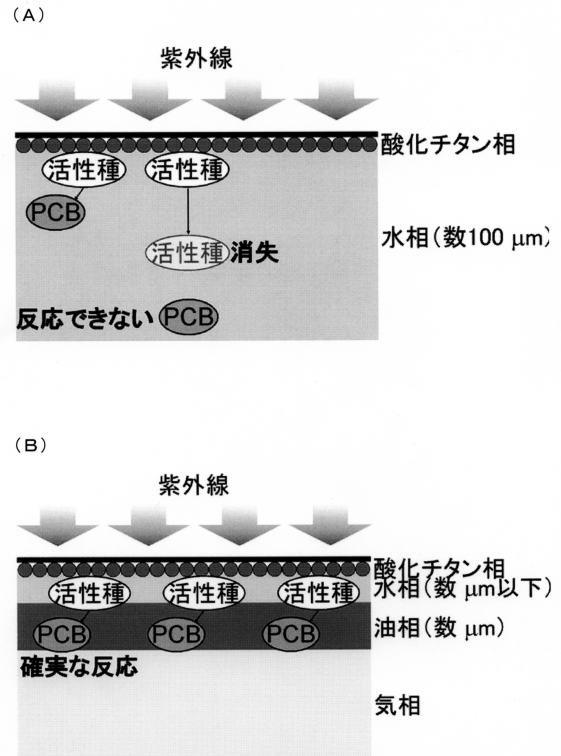 （A）
紫外線
酸化チタン相
活性種 活性種
PCB
水相（数100 μm）
活性種 消失
反応できない PCB
（B）
紫外線
酸化チタン相
水相（数 μm以下）
活性種 活性種 活性種
油相（数 μm）
PCB PCB PCB
確実な反応
気相